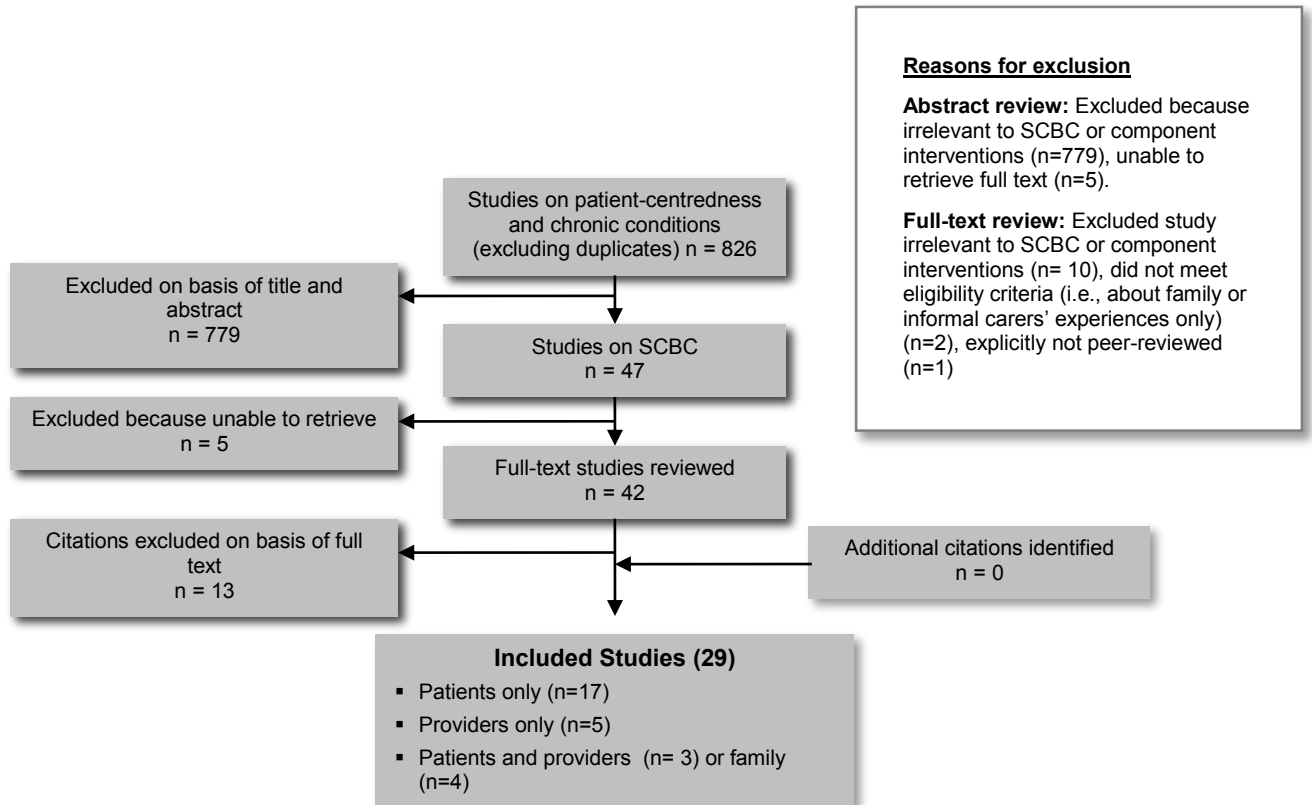 Reasons for exclusion
Abstract review: Excluded because
irrelevant to SCBC or component
interventions (n=779), unable to
retrieve full text (n=5).
Full-text review: Excluded study
irrelevant to SCBC or component
interventions (n= 10), did not meet
eligibility criteria (i.e., about family or
informal carers’ experiences only)
(n=2), explicitly not peer-reviewed
(n=1)
Studies on patient-centredness
and chronic conditions
(excluding duplicates) n = 826
Excluded on basis of title and
abstract
n = 779
Studies on SCBC
n = 47
Excluded because unable to retrieve
n = 5
Full-text studies reviewed
n = 42
Citations excluded on basis of full
text
n = 13
Additional citations identified
n = 0
Included Studies (29)
▪ Patients only (n=17)
▪ Providers only (n=5)
▪ Patients and providers (n= 3) or family
(n=4)